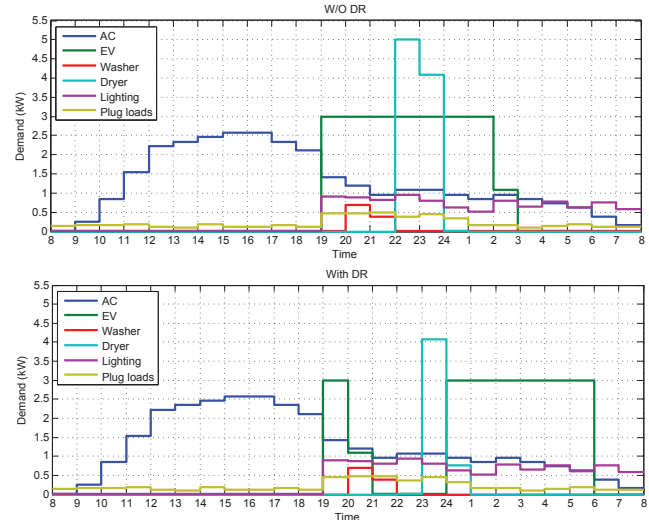 W/O DR
5.5
5
4.5
4
3.5
3
2.5
2
1.5
1
0.5
0
Demand (kW)
AC
EV
Washer
Dryer
Lighting
Plug loads
8 9 10 11 12 13 14 15 16 17 18 19 20 21 22 23 24 1 2 3 4 5 6 7 8
Time
With DR
5.5
5
4.5
4
3.5
3
2.5
2
1.5
1
0.5
0
Demand (kW)
AC
EV
Washer
Dryer
Lighting
Plug loads
8 9 10 11 12 13 14 15 16 17 18 19 20 21 22 23 24 1 2 3 4 5 6 7 8
Time